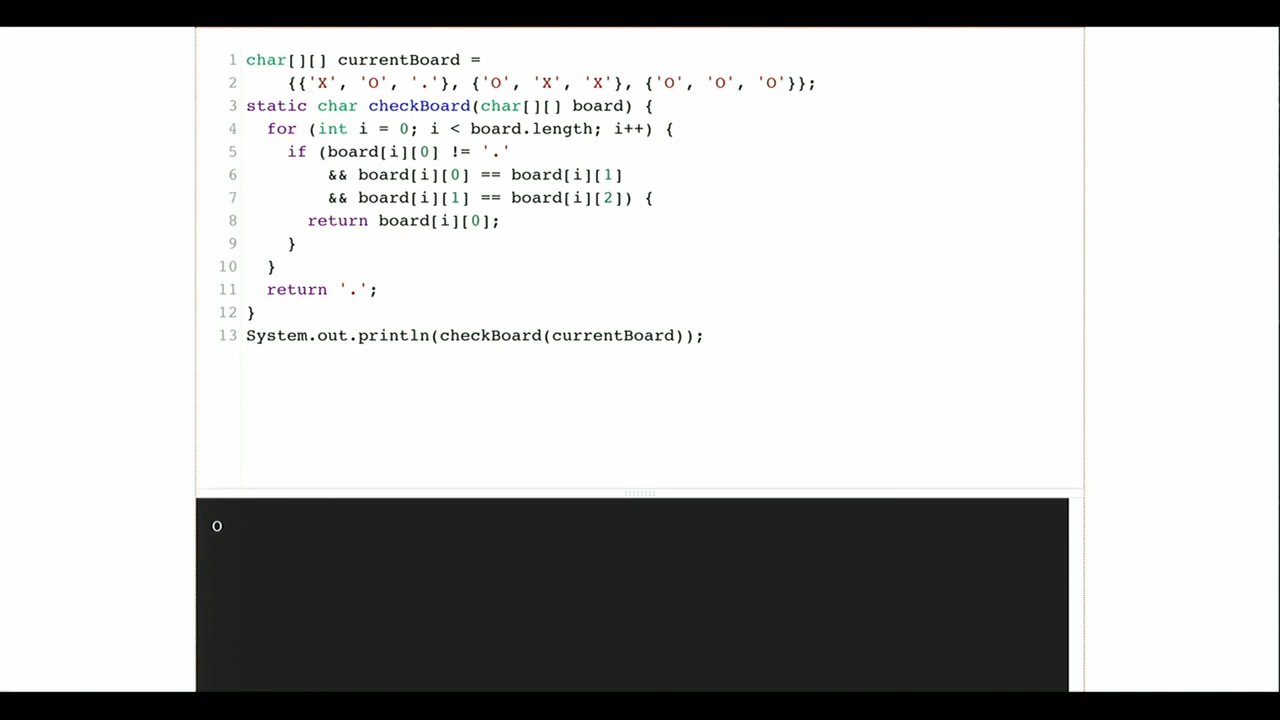 1 char[][] currentBoard =
2     {{'X', 'O', '.'}, {'O', 'X', 'X'}, {'O', 'O', 'O'}};
3 static char checkBoard(char[][] board) {
4   for (int i = 0; i < board.length; i++) {
5     if (board[i][0] != '.'
6         && board[i][0] == board[i][1]
7         && board[i][1] == board[i][2]) {
8       return board[i][0];
9     }
10   }
11   return '.';
12 }
13 System.out.println(checkBoard(currentBoard));
O